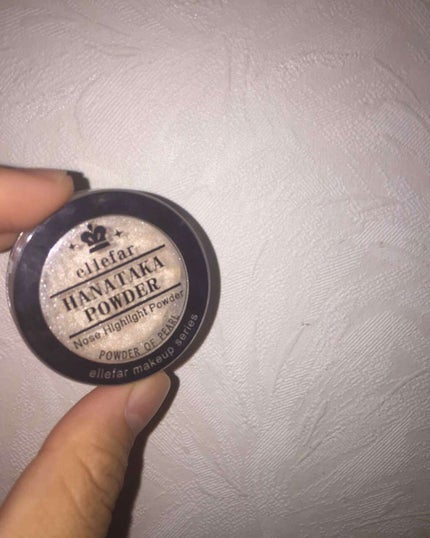 ellefar
HANATAKA
POWDER
Nose Highlight Powder
POWDER OF PEARL
ellefar makeup series